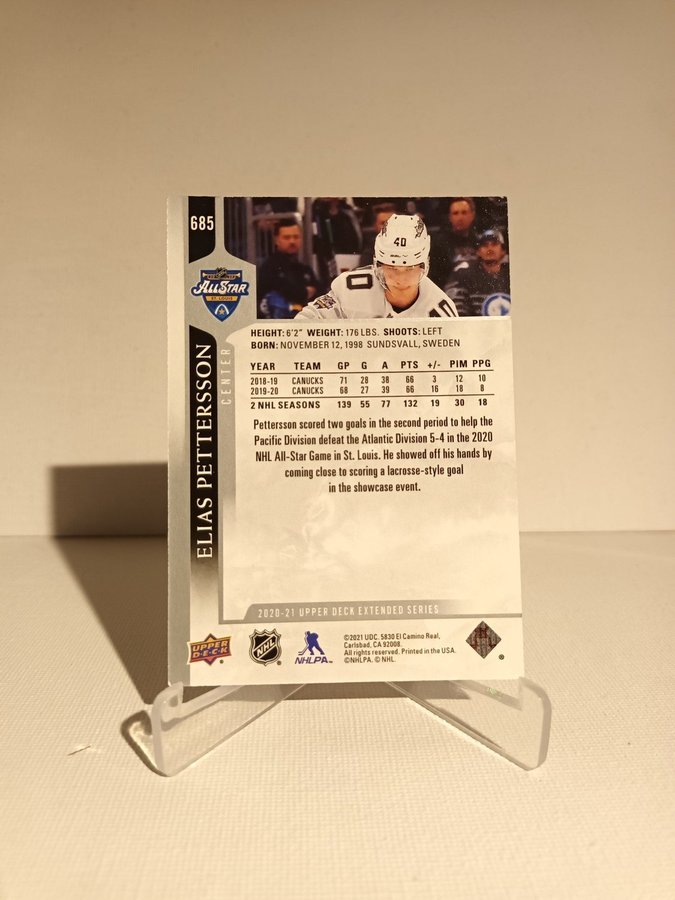 685
40
40
ALL STAR
ST. LOUIS
HEIGHT: 6'2" WEIGHT: 176 LBS. SHOOTS: LEFT
BORN: NOVEMBER 12, 1998 SUNDSVALL, SWEDEN
YEAR TEAM GP G A PTS +/- PIM PPG
2018-19 CANUCKS 71 28 38 66 3 12 10
2019-20 CANUCKS 68 27 39 66 16 18 8
2 NHL SEASONS 139 55 77 132 19 30 18
Pettersson scored two goals in the second period to help the
Pacific Division defeat the Atlantic Division 5-4 in the 2020
NHL All-Star Game in St. Louis. He showed off his hands by
coming close to scoring a lacrosse-style goal
in the showcase event.
ELIAS PETTERSSON
CENTER
2020-21 UPPER DECK EXTENDED SERIES
UPPER DECK
NHL
NHLPA
©2021 UDC, 5830 El Camino Real,
Carlsbad, CA 92008.
All rights reserved. Printed in the USA.
©NHLPA. © NHL.
®